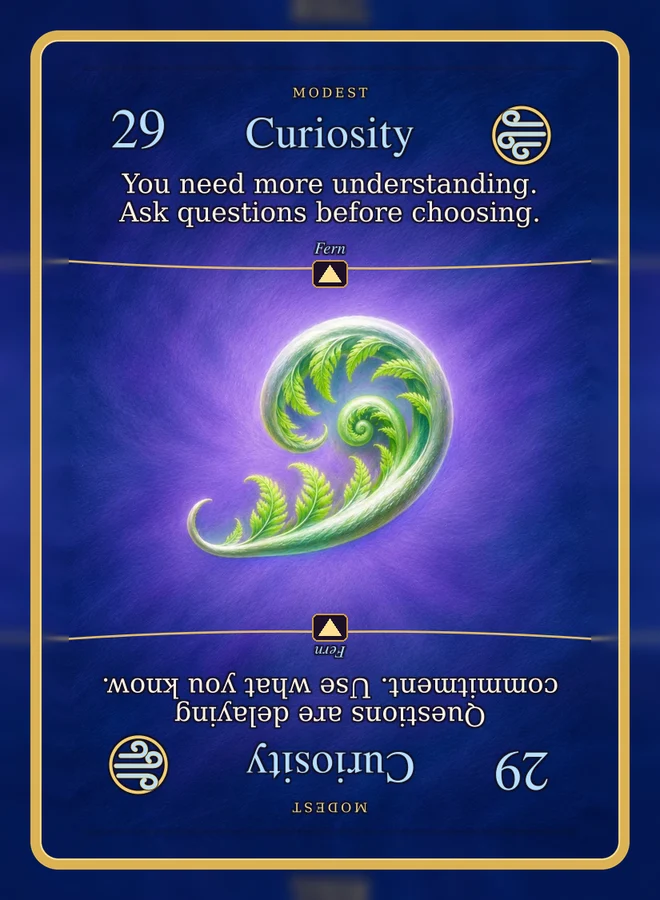 MODEST
29 Curiosity
You need more understanding.
Ask questions before choosing.
Fern
Fern
Questions are delaying
commitment. Use what you know.
29 Curiosity
MODEST